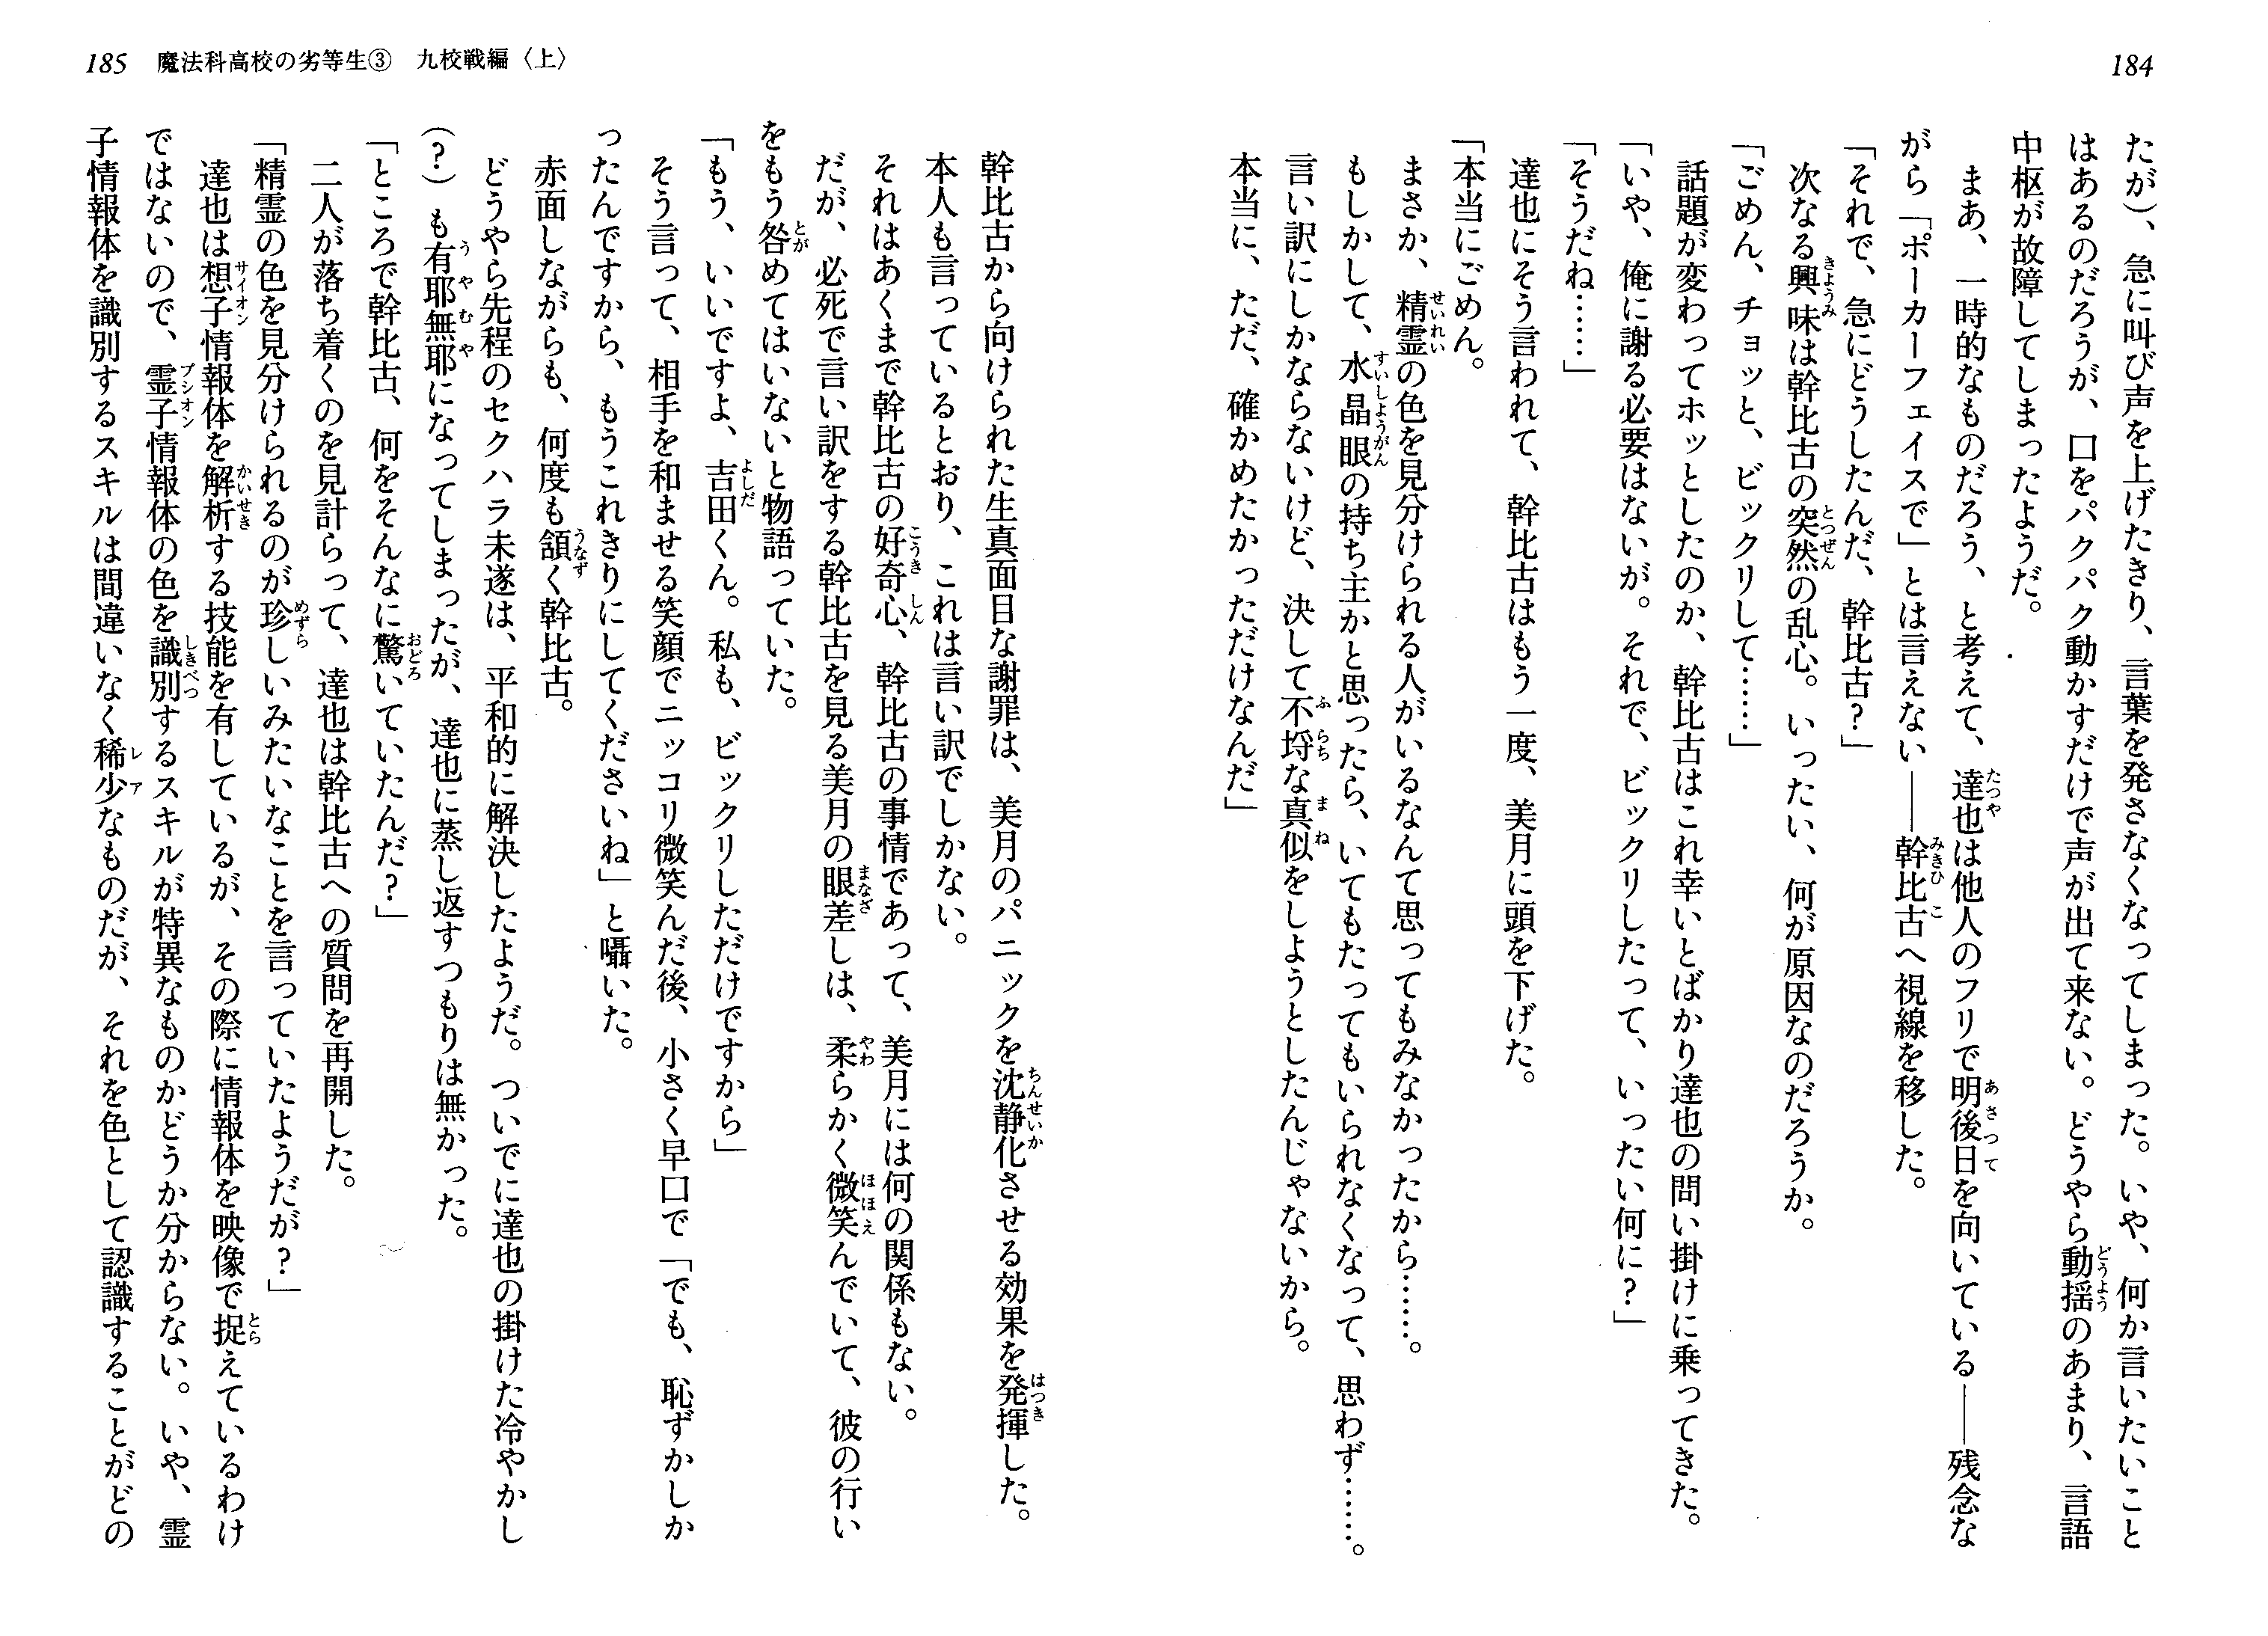 184
たが）、急に叫び声を上げたきり、言葉を発さなくなってしまった。いや、何か言いたいこと
はあるのだろうが、口をパクパク動かすだけで声が出て来ない。どうやら動揺のあまり、言語
中枢が故障してしまったようだ。
まあ、一時的なものだろう、と考えて、達也は他人のフリで明後日を向いている――残念な
がら「ポーカーフェイスで」とは言えない――幹比古へ視線を移した。
「それで、急にどうしたんだ、幹比古？」
次なる興味は幹比古の突然の乱心。いったい、何が原因なのだろうか。
「ごめん、チョッと、ビックリして……」
話題が変わってホッとしたのか、幹比古はこれ幸いとばかり達也の問い掛けに乗ってきた。
「いや、俺に謝る必要はないが。それで、ビックリしたって、いったい何に？」
「そうだね……」
達也にそう言われて、幹比古はもう一度、美月に頭を下げた。
「本当にごめん。
まさか、精霊の色を見分けられる人がいるなんて思ってもみなかったから……。
もしかして、水晶眼の持ち主かと思ったら、いてもたってもいられなくなって、思わず……。
言い訳にしかならないけど、決して不埒な真似をしようとしたんじゃないから。
本当に、ただ、確かめたかっただけなんだ」
185 魔法科高校の劣等生③ 九校戦編〈上〉
幹比古から向けられた生真面目な謝罪は、美月のパニックを沈静化させる効果を発揮した。
本人も言っているとおり、これは言い訳でしかない。
それはあくまで幹比古の好奇心、幹比古の事情であって、美月には何の関係もない。
だが、必死で言い訳をする幹比古を見る美月の眼差しは、柔らかく微笑んでいて、彼の行い
をもう咎めてはいないと物語っていた。
「もう、いいですよ、吉田くん。私も、ビックリしただけですから」
そう言って、相手を和ませる笑顔でニッコリ微笑んだ後、小さく早口で「でも、恥ずかしか
ったんですから、もうこれきりにしてくださいね」と囁いた。
赤面しながらも、何度も頷く幹比古。
どうやら先程のセクハラ未遂は、平和的に解決したようだ。ついでに達也の掛けた冷やかし
（？）も有耶無耶になってしまったが、達也に蒸し返すつもりは無かった。
「ところで幹比古、何をそんなに驚いていたんだ？」
二人が落ち着くのを見計らって、達也は幹比古への質問を再開した。
「精霊の色を見分けられるのが珍しいみたいなことを言っていたようだが？」
達也は想子情報体を解析する技能を有しているが、その際に情報体を映像で捉えているわけ
ではないので、霊子情報体の色を識別するスキルが特異なものかどうか分からない。いや、霊
子情報体を識別するスキルは間違いなく稀少なものだが、それを色として認識することがどの